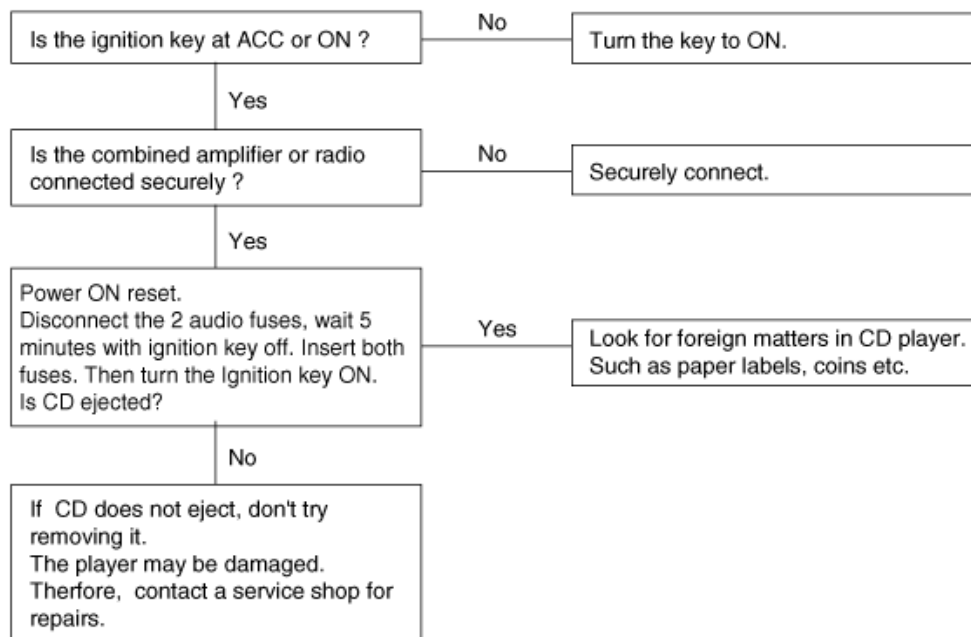 Is the ignition key at ACC or ON ?
No
Turn the key to ON.
Yes
Is the combined amplifier or radio
connected securely ?
No
Securely connect.
Yes
Power ON reset.
Disconnect the 2 audio fuses, wait 5
minutes with ignition key off. Insert both
fuses. Then turn the Ignition key ON.
Is CD ejected?
Yes
Look for foreign matters in CD player.
Such as paper labels, coins etc.
No
If CD does not eject, don't try
removing it.
The player may be damaged.
Therfore, contact a service shop for
repairs.